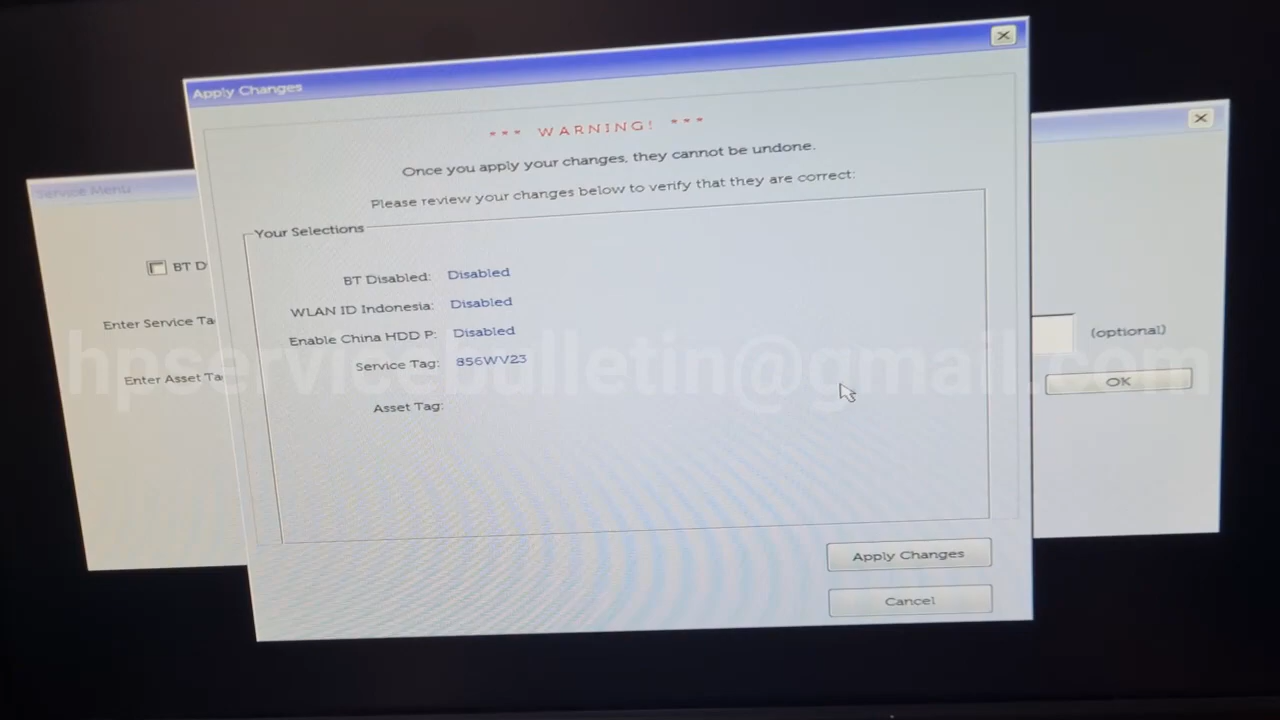 Apply Changes
*** WARNING! ***
Once you apply your changes, they cannot be undone.
Please review your changes below to verify that they are correct:
Your Selections
BT Disabled: Disabled
WLAN ID Indonesia: Disabled
Enable China HDD P: Disabled
Service Tag: 856WV23
Asset Tag:
Apply Changes
Cancel
Service Menu
BT D
Enter Service Ta
Enter Asset Ta
(optional)
OK
hpservicebulletin@gmail.com